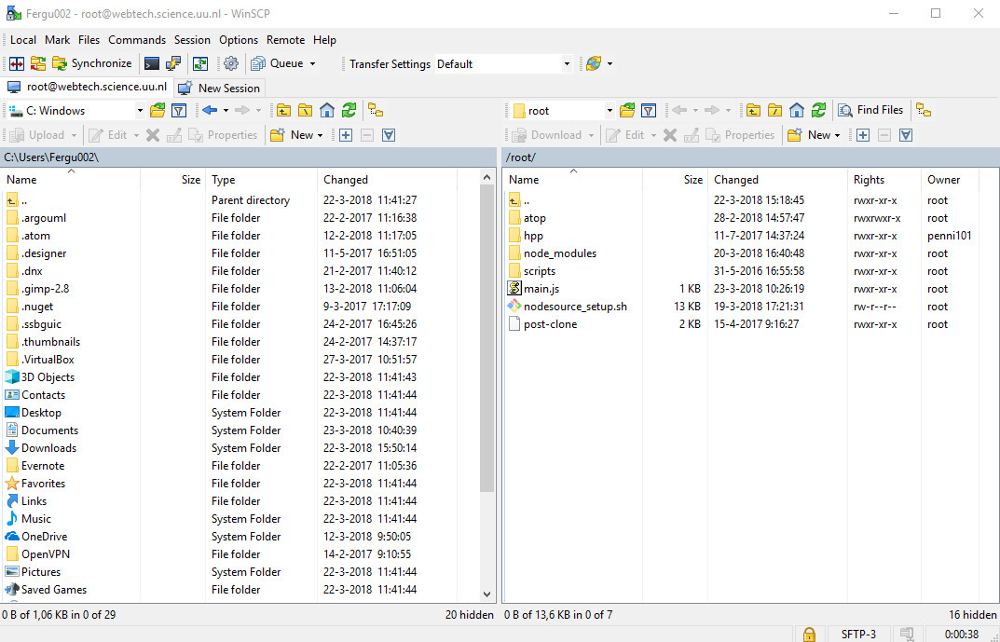 Fergu002 - root@webtech.science.uu.nl - WinSCP
Local Mark Files Commands Session Options Remote Help
Synchronize Queue Transfer Settings Default
root@webtech.science.uu.nl New Session
C: Windows root Find Files
Upload Edit Properties New Download Edit Properties New
C:\Users\Fergu002\ /root/
Name Size Type Changed Name Size Changed Rights Owner
.. Parent directory 22-3-2018 11:41:27 .. 22-3-2018 15:18:45 rwxr-xr-x root
.argouml File folder 22-2-2017 11:16:38 atop 28-2-2018 14:57:47 rwxrwxr-x root
.atom File folder 12-2-2018 11:17:05 hpp 11-7-2017 14:37:24 rwxr-xr-x penni101
.designer File folder 11-5-2017 16:51:05 node_modules 20-3-2018 16:40:48 rwxr-xr-x root
.dnx File folder 21-2-2017 11:40:12 scripts 31-5-2016 16:55:58 rwxr-xr-x root
.gimp-2.8 File folder 13-2-2018 11:06:04 main.js 1 KB 23-3-2018 10:26:19 rwxr-xr-x root
.nuget File folder 9-3-2017 17:17:09 nodesource_setup.sh 13 KB 19-3-2018 17:21:31 rw-r--r-- root
.ssbguic File folder 24-2-2017 16:45:26 post-clone 2 KB 15-4-2017 9:16:27 rwxr-xr-x root
.thumbnails File folder 24-2-2017 14:37:17
.VirtualBox File folder 27-3-2017 10:51:57
3D Objects File folder 22-3-2018 11:41:43
Contacts File folder 22-3-2018 11:41:44
Desktop System Folder 22-3-2018 11:41:44
Documents System Folder 23-3-2018 10:40:39
Downloads System Folder 22-3-2018 15:50:14
Evernote File folder 22-2-2017 11:05:36
Favorites File folder 22-3-2018 11:41:44
Links File folder 22-3-2018 11:41:44
Music System Folder 22-3-2018 11:41:44
OneDrive System Folder 12-3-2018 9:50:05
OpenVPN File folder 14-2-2017 9:10:55
Pictures System Folder 22-3-2018 11:41:44
Saved Games File folder 22-3-2018 11:41:44
0 B of 1,06 KB in 0 of 29 20 hidden 0 B of 13,6 KB in 0 of 7 16 hidden
SFTP-3 0:00:38